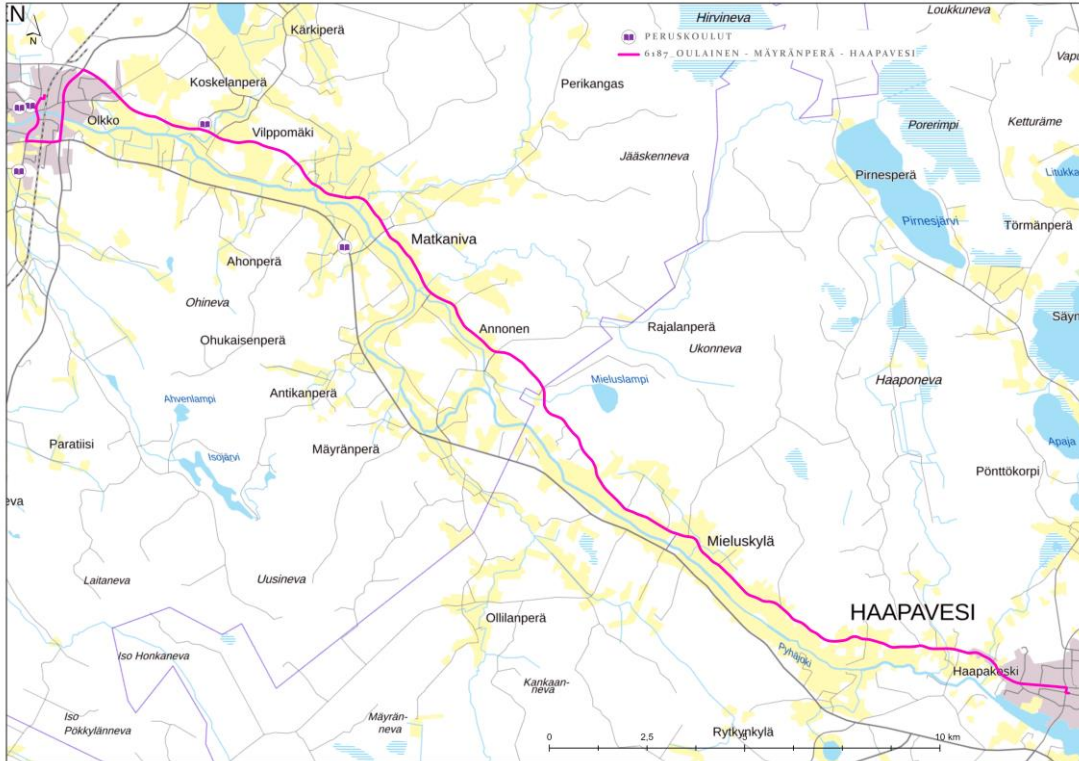 N
N
Hirvineva
Loukkuneva
Kärkiperä
PERUSKOULUT
6187_OULAINEN - MÄYRÄNPERÄ - HAAPAVESI
Koskelanperä
Perikangas
Olkko
Vilppomäki
Porerimpi
Ketturäme
Jääskenneva
Pirnesperä
Litukka
Pirnesjärvi
Törmänperä
Matkaniva
Ahonperä
Ohineva
Annonen
Rajalanperä
Ohukaisenperä
Ukonneva
Mieluslampi
Haaponeva
Antikanperä
Ahvenlampi
Paratiisi
Mäyränperä
Isojärvi
Apaja
Pönttökorpi
eva
Mieluskylä
Laitaneva
Uusineva
HAAPAVESI
Ollilanperä
Iso Honkaneva
Pyhäjoki
Haapakoski
Kankaan-
neva
Iso
Pökkylänneva
Mäyrän-
neva
Rytkynkylä
0
2,5
5
10 km